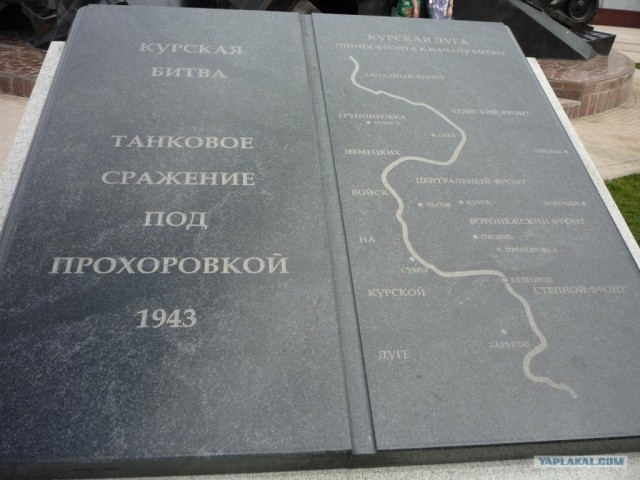 КУРСКАЯ
БИТВА
ТАНКОВОЕ
СРАЖЕНИЕ
ПОД
ПРОХОРОВКОЙ
1943
КУРСКАЯ ДУГА
ЛИНИЯ ФРОНТА К НАЧАЛУ БИТВЫ
ЗАПАДНЫЙ ФРОНТ
БРЯНСКИЙ ФРОНТ
ГРУППИРОВКА
ОРЕЛ
НЕМЕЦКИХ
ЦЕНТРАЛЬНЫЙ ФРОНТ
ВОЙСК
ЛЬГОВ
КУРСК
ВОРОНЕЖ
ВОРОНЕЖСКИЙ ФРОНТ
НА
ОБОЯНЬ
ПРОХОРОВКА
СУМЫ
БЕЛГОРОД
КУРСКОЙ
СТЕПНОЙ ФРОНТ
ХАРЬКОВ
ДУГЕ
YAPLAKAL.COM